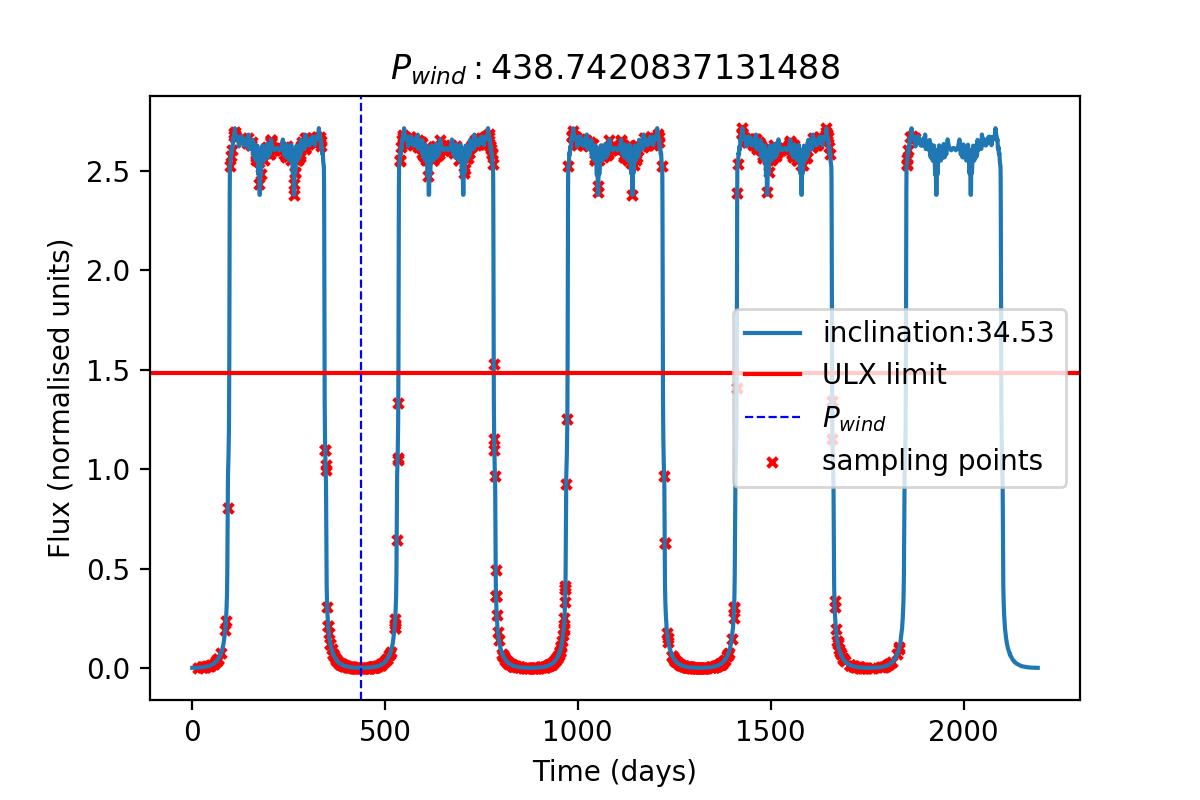 P_wind : 438.7420837131488
Flux (normalised units)
2.5
2.0
1.5
1.0
0.5
0.0
inclination:34.53
ULX limit
P_wind
sampling points
0 500 1000 1500 2000
Time (days)